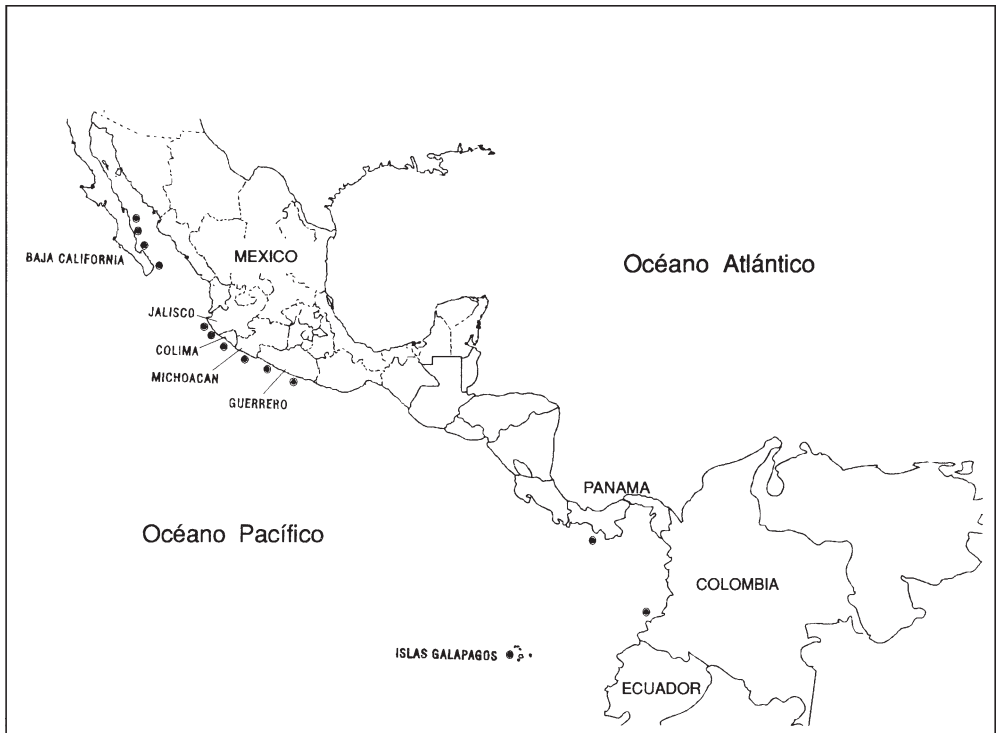 BAJA CALIFORNIA
MEXICO
Océano Atlántico
JALISCO
COLIMA
MICHOACAN
GUERRERO
PANAMA
Océano Pacífico
COLOMBIA
ISLAS GALAPAGOS
ECUADOR